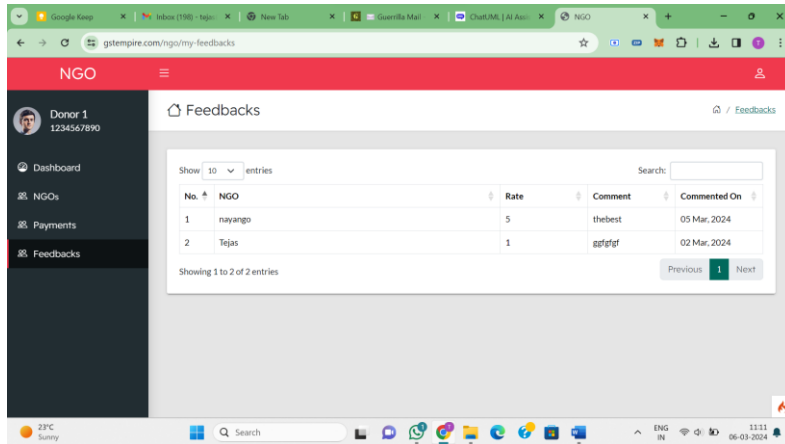 Google Keep
Inbox (198) - tejas
New Tab
Guerrilla Mail -
ChatUML | AI Assis
NGO
gstempire.com/ngo/my-feedbacks
T
NGO
Donor 1
1234567890
Feedbacks
/ Feedbacks
Dashboard
NGOs
Payments
Feedbacks
Show 10 entries
Search:
No. NGO Rate Comment Commented On
1 nayango 5 thebest 05 Mar, 2024
2 Tejas 1 ggfgfgf 02 Mar, 2024
Showing 1 to 2 of 2 entries
Previous 1 Next
23°C
Sunny
Search
ENG
IN
11:11
06-03-2024